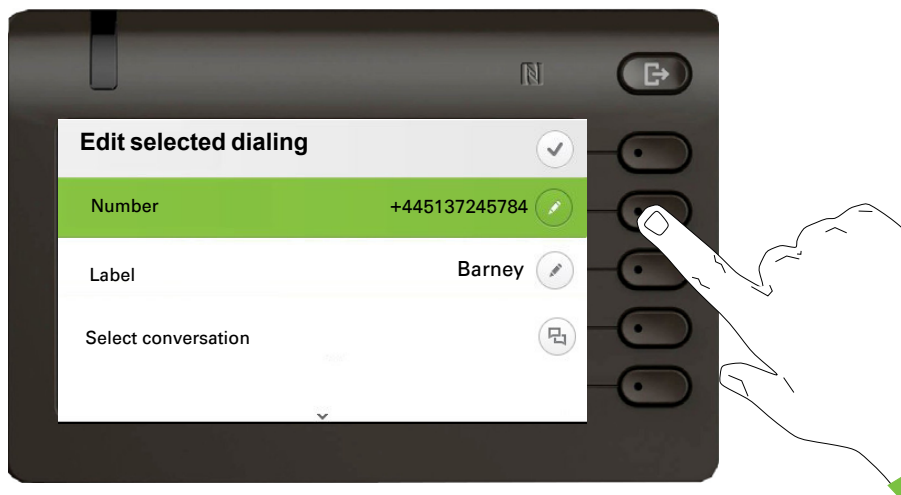 Edit selected dialing
Number +445137245784
Label Barney
Select conversation